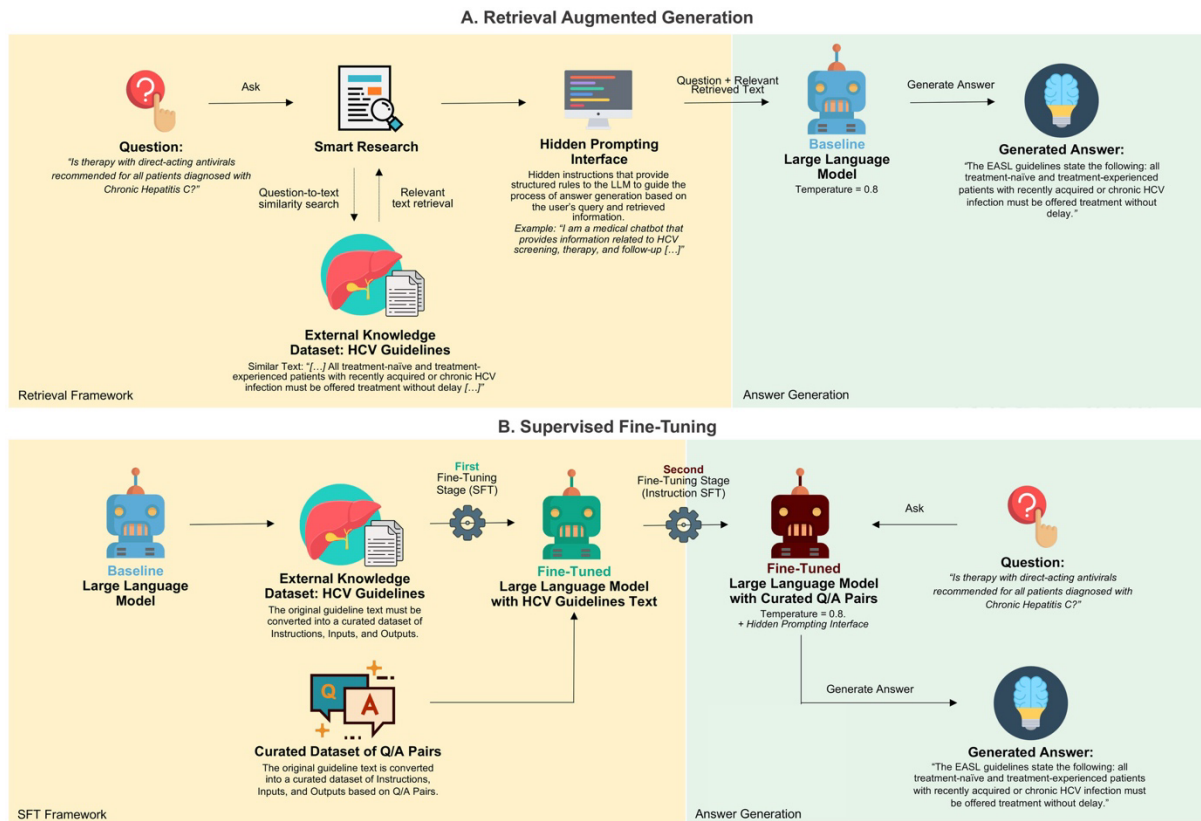 A. Retrieval Augmented Generation
Ask
Question:
“Is therapy with direct-acting antivirals
recommended for all patients diagnosed with
Chronic Hepatitis C?”
Smart Research
Question-to-text
similarity search
Relevant
text retrieval
External Knowledge
Dataset: HCV Guidelines
Similar Text: “[…] All treatment-naïve and treatment-
experienced patients with recently acquired or chronic HCV
infection must be offered treatment without delay […]”
Hidden Prompting
Interface
Hidden instructions that provide
structured rules to the LLM to guide the
process of answer generation based on
the user’s query and retrieved
information.
Example: “I am a medical chatbot that
provides information related to HCV
screening, therapy, and follow-up […]”
Question + Relevant
Retrieved Text
Baseline
Large Language
Model
Temperature = 0.8
Generate Answer
Generated Answer:
“The EASL guidelines state the following: all
treatment-naïve and treatment-experienced
patients with recently acquired or chronic HCV
infection must be offered treatment without
delay.”
Retrieval Framework
Answer Generation
B. Supervised Fine-Tuning
Baseline
Large Language
Model
External Knowledge
Dataset: HCV Guidelines
The original guideline text must be
converted into a curated dataset of
Instructions, Inputs, and Outputs.
Q
A
Curated Dataset of Q/A Pairs
The original guideline text is converted
into a curated dataset of Instructions,
Inputs, and Outputs based on Q/A Pairs.
First
Fine-Tuning
Stage (SFT)
Fine-Tuned
Large Language Model
with HCV Guidelines Text
Second
Fine-Tuning Stage
(Instruction SFT)
Fine-Tuned
Large Language Model
with Curated Q/A Pairs
Temperature = 0.8.
+ Hidden Prompting Interface
Ask
Question:
“Is therapy with direct-acting antivirals
recommended for all patients diagnosed with
Chronic Hepatitis C?”
Generate Answer
Generated Answer:
“The EASL guidelines state the following: all
treatment-naïve and treatment-experienced patients
with recently acquired or chronic HCV infection must
be offered treatment without delay.”
SFT Framework
Answer Generation